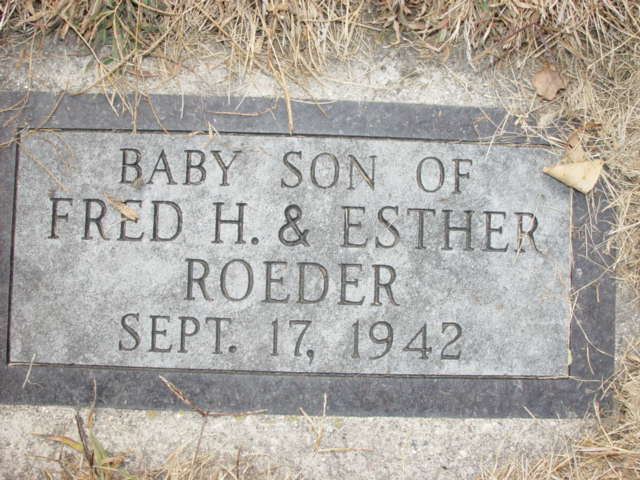 BABY SON OF
FRED H. & ESTHER
ROEDER
SEPT. 17, 1942